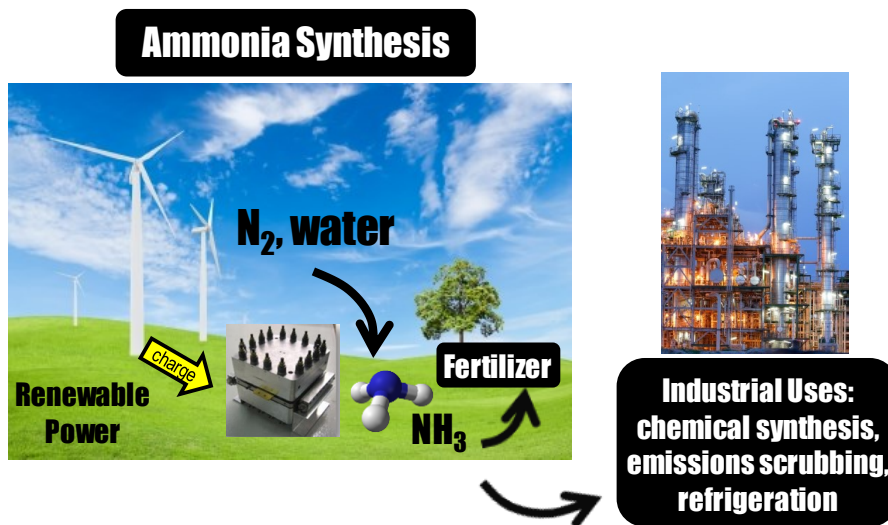 Ammonia Synthesis
N₂, water
charge
Renewable
Power
NH₃
Fertilizer
Industrial Uses:
chemical synthesis,
emissions scrubbing,
refrigeration